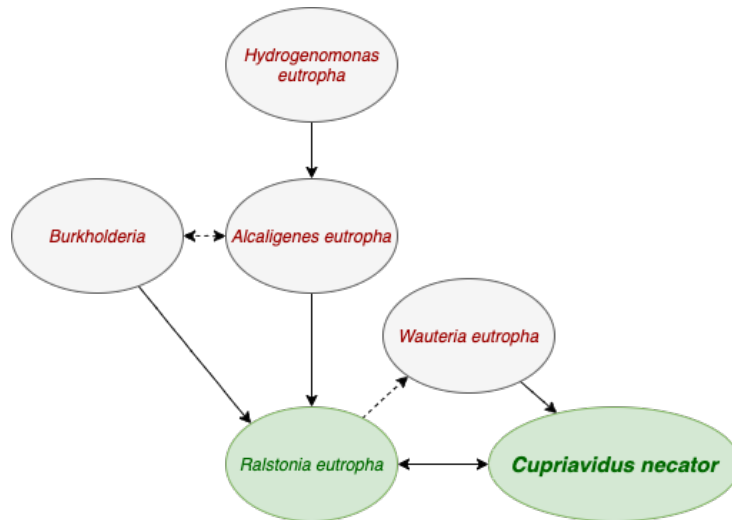 Hydrogenomonas
eutropha
Burkholderia
Alcaligenes eutropha
Wauteria eutropha
Ralstonia eutropha
Cupriavidus necator